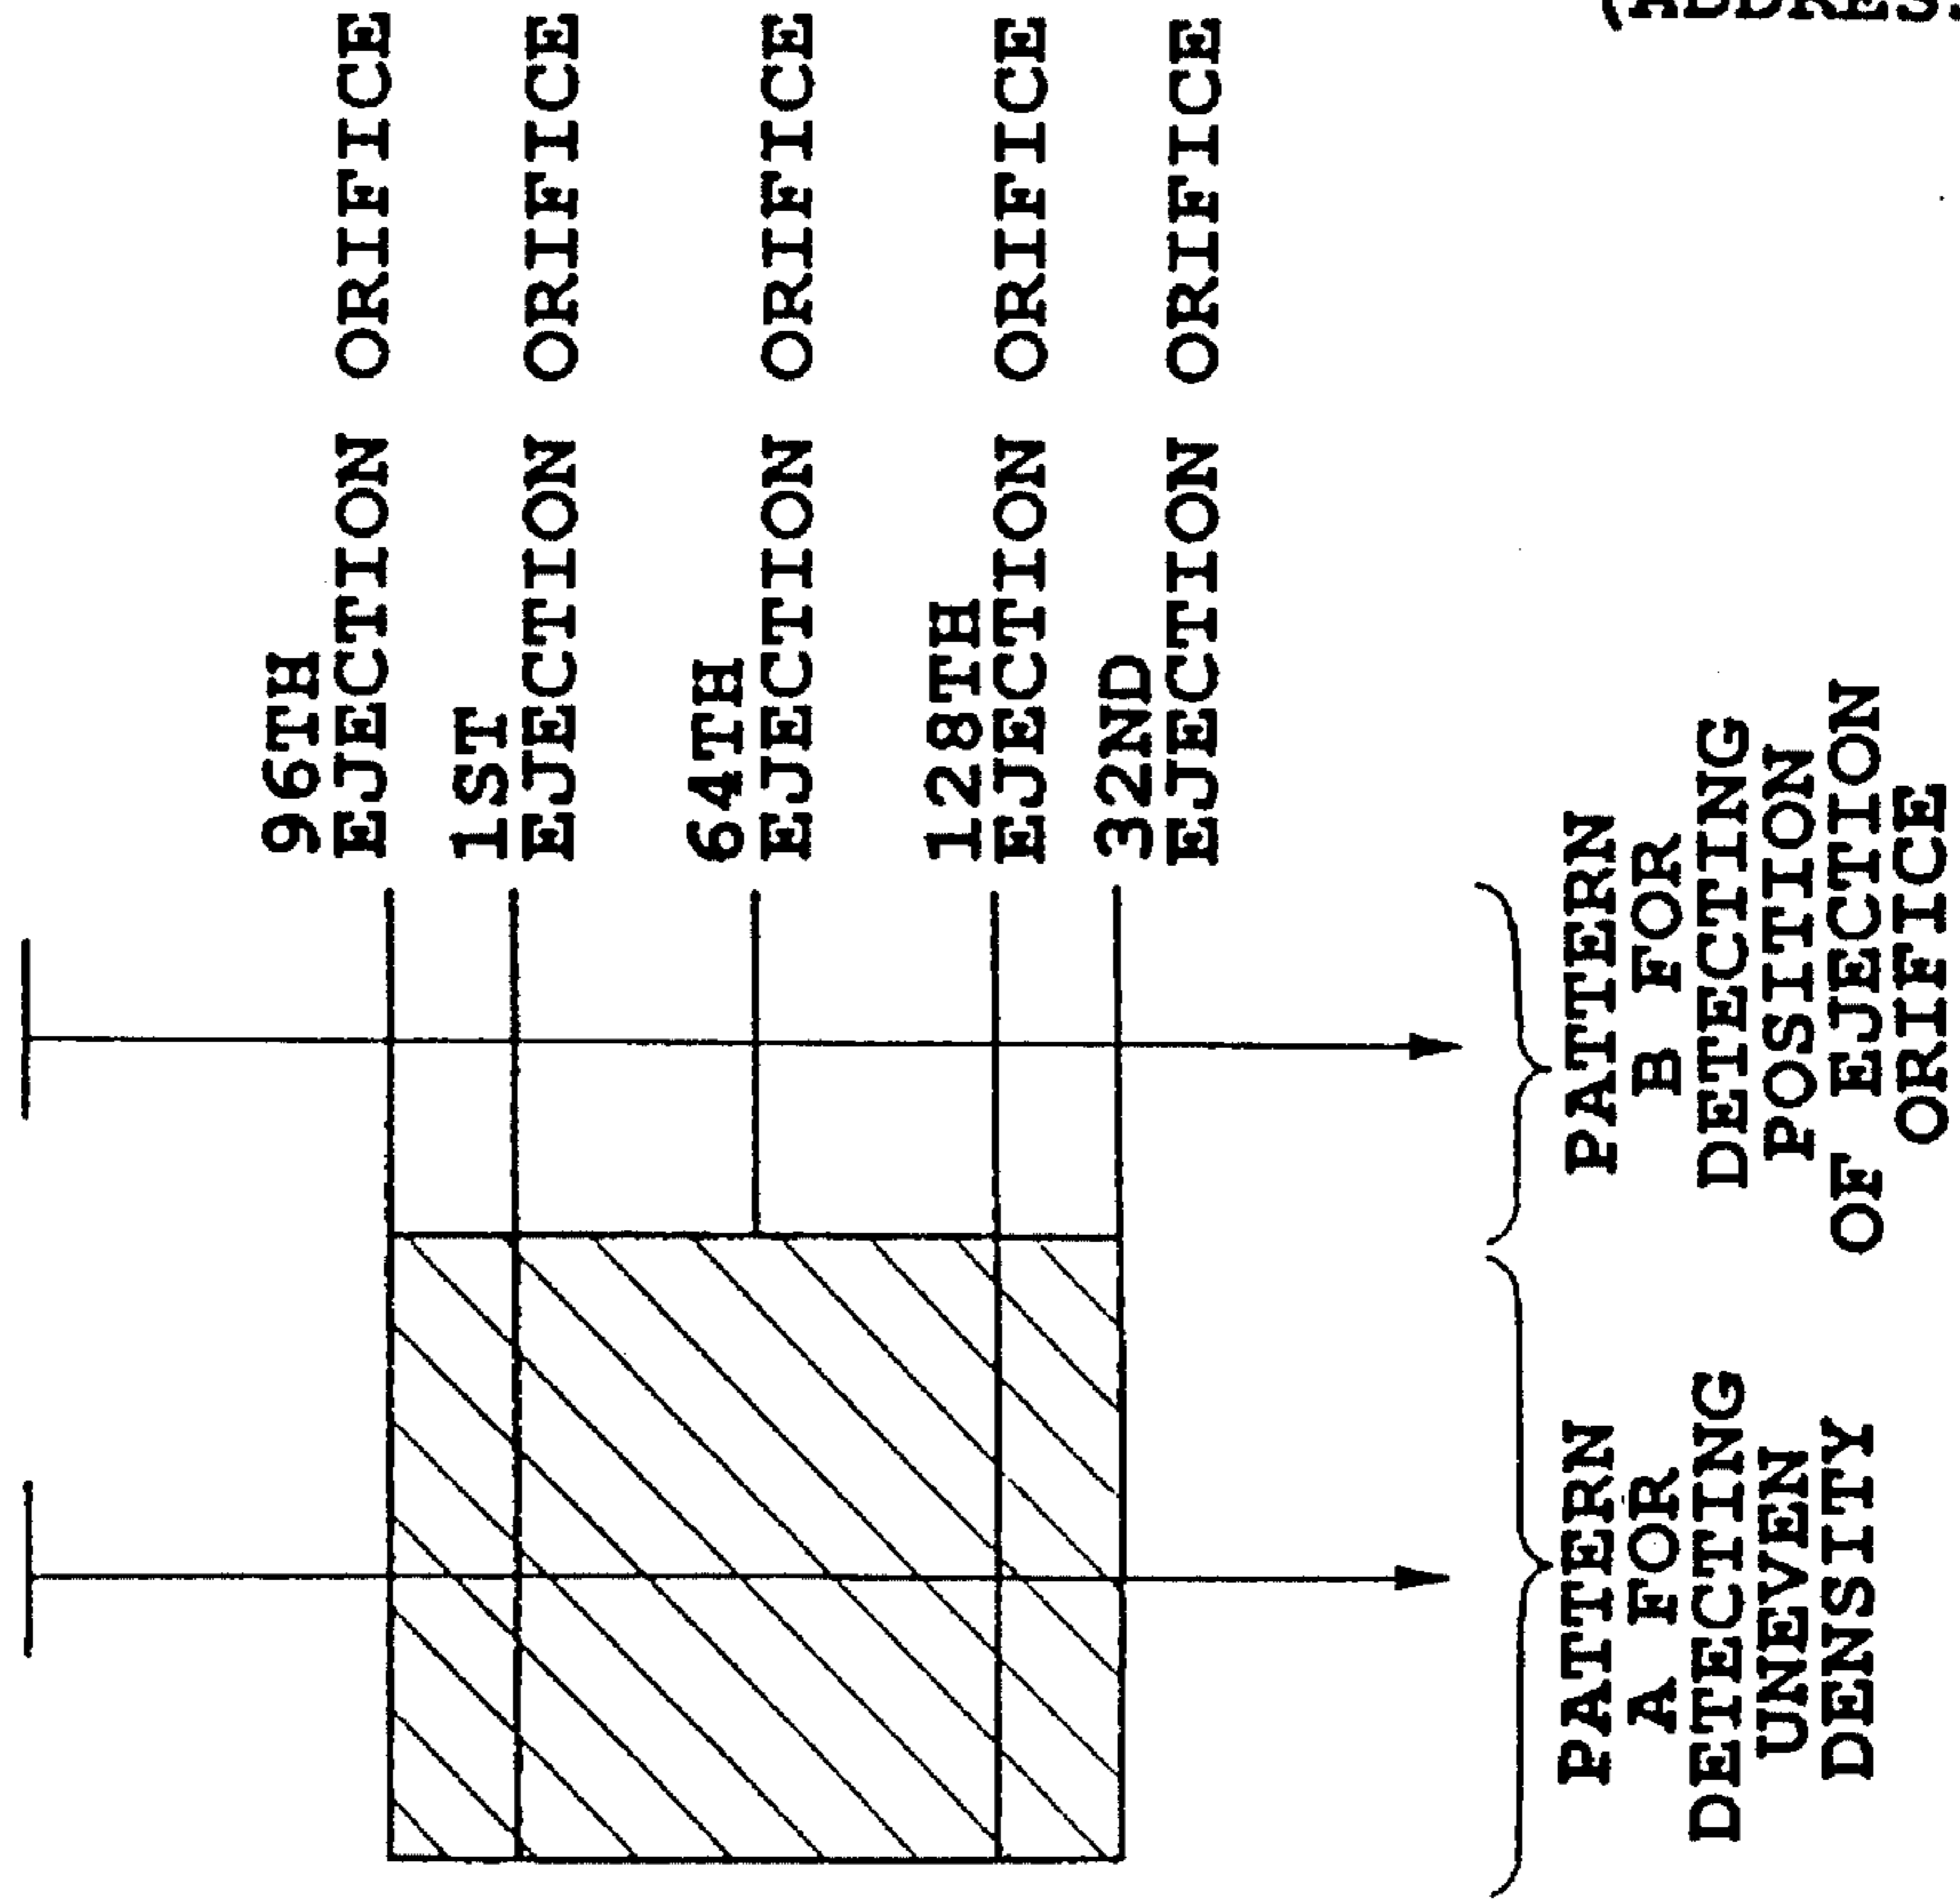 96TH
EJECTION ORIFICE
1ST
EJECTION ORIFICE
64TH
EJECTION ORIFICE
128TH
EJECTION ORIFICE
32ND
EJECTION ORIFICE
PATTERN
B FOR
DETECTING
POSITION
OF EJECTION
ORIFICE
PATTERN
A FOR
DETECTING
UNEVEN
DENSITY